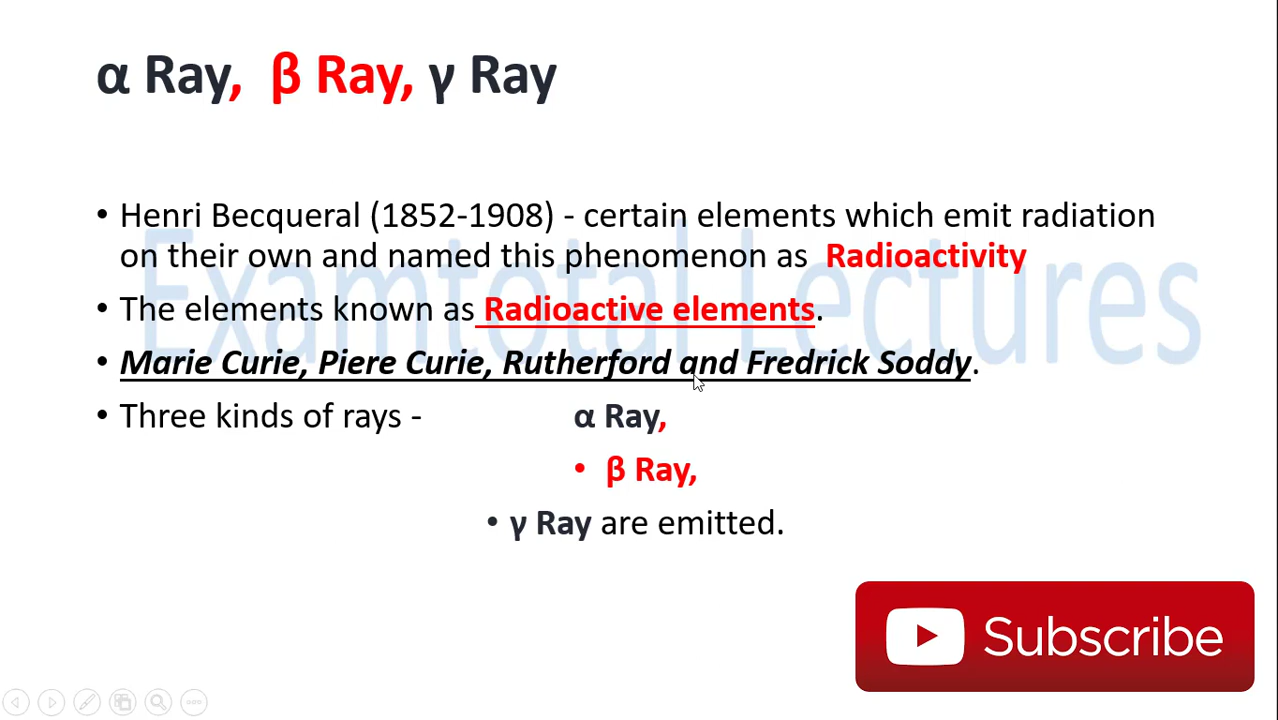 α Ray, β Ray, γ Ray
• Henri Becqueral (1852-1908) - certain elements which emit radiation
on their own and named this phenomenon as Radioactivity
• The elements known as Radioactive elements.
• Marie Curie, Piere Curie, Rutherford and Fredrick Soddy.
• Three kinds of rays - α Ray,
• β Ray,
• γ Ray are emitted.
Examtotal Lectures
Subscribe